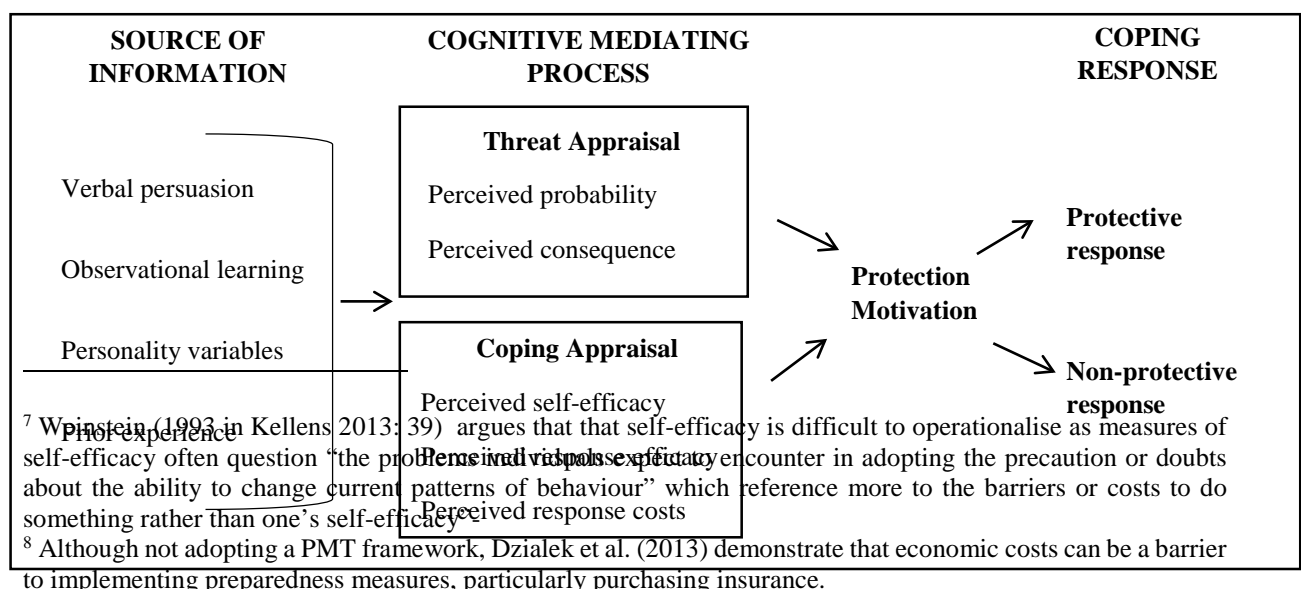 SOURCE OF
INFORMATION
COGNITIVE MEDIATING
PROCESS
COPING
RESPONSE
Verbal persuasion
Observational learning
Personality variables
Prior experience
Threat Appraisal
Perceived probability
Perceived consequence
Coping Appraisal
Perceived self-efficacy
Perceived response efficacy
Perceived response costs
Protection
Motivation
Protective
response
Non-protective
response
7 Weinstein (1993 in Kellens 2013: 39) argues that that self-efficacy is difficult to operationalise as measures of
self-efficacy often question “the problems individuals expect to encounter in adopting the precaution or doubts
about the ability to change current patterns of behaviour” which reference more to the barriers or costs to do
something rather than one’s self-efficacy”
8 Although not adopting a PMT framework, Dzialek et al. (2013) demonstrate that economic costs can be a barrier
to implementing preparedness measures, particularly purchasing insurance.